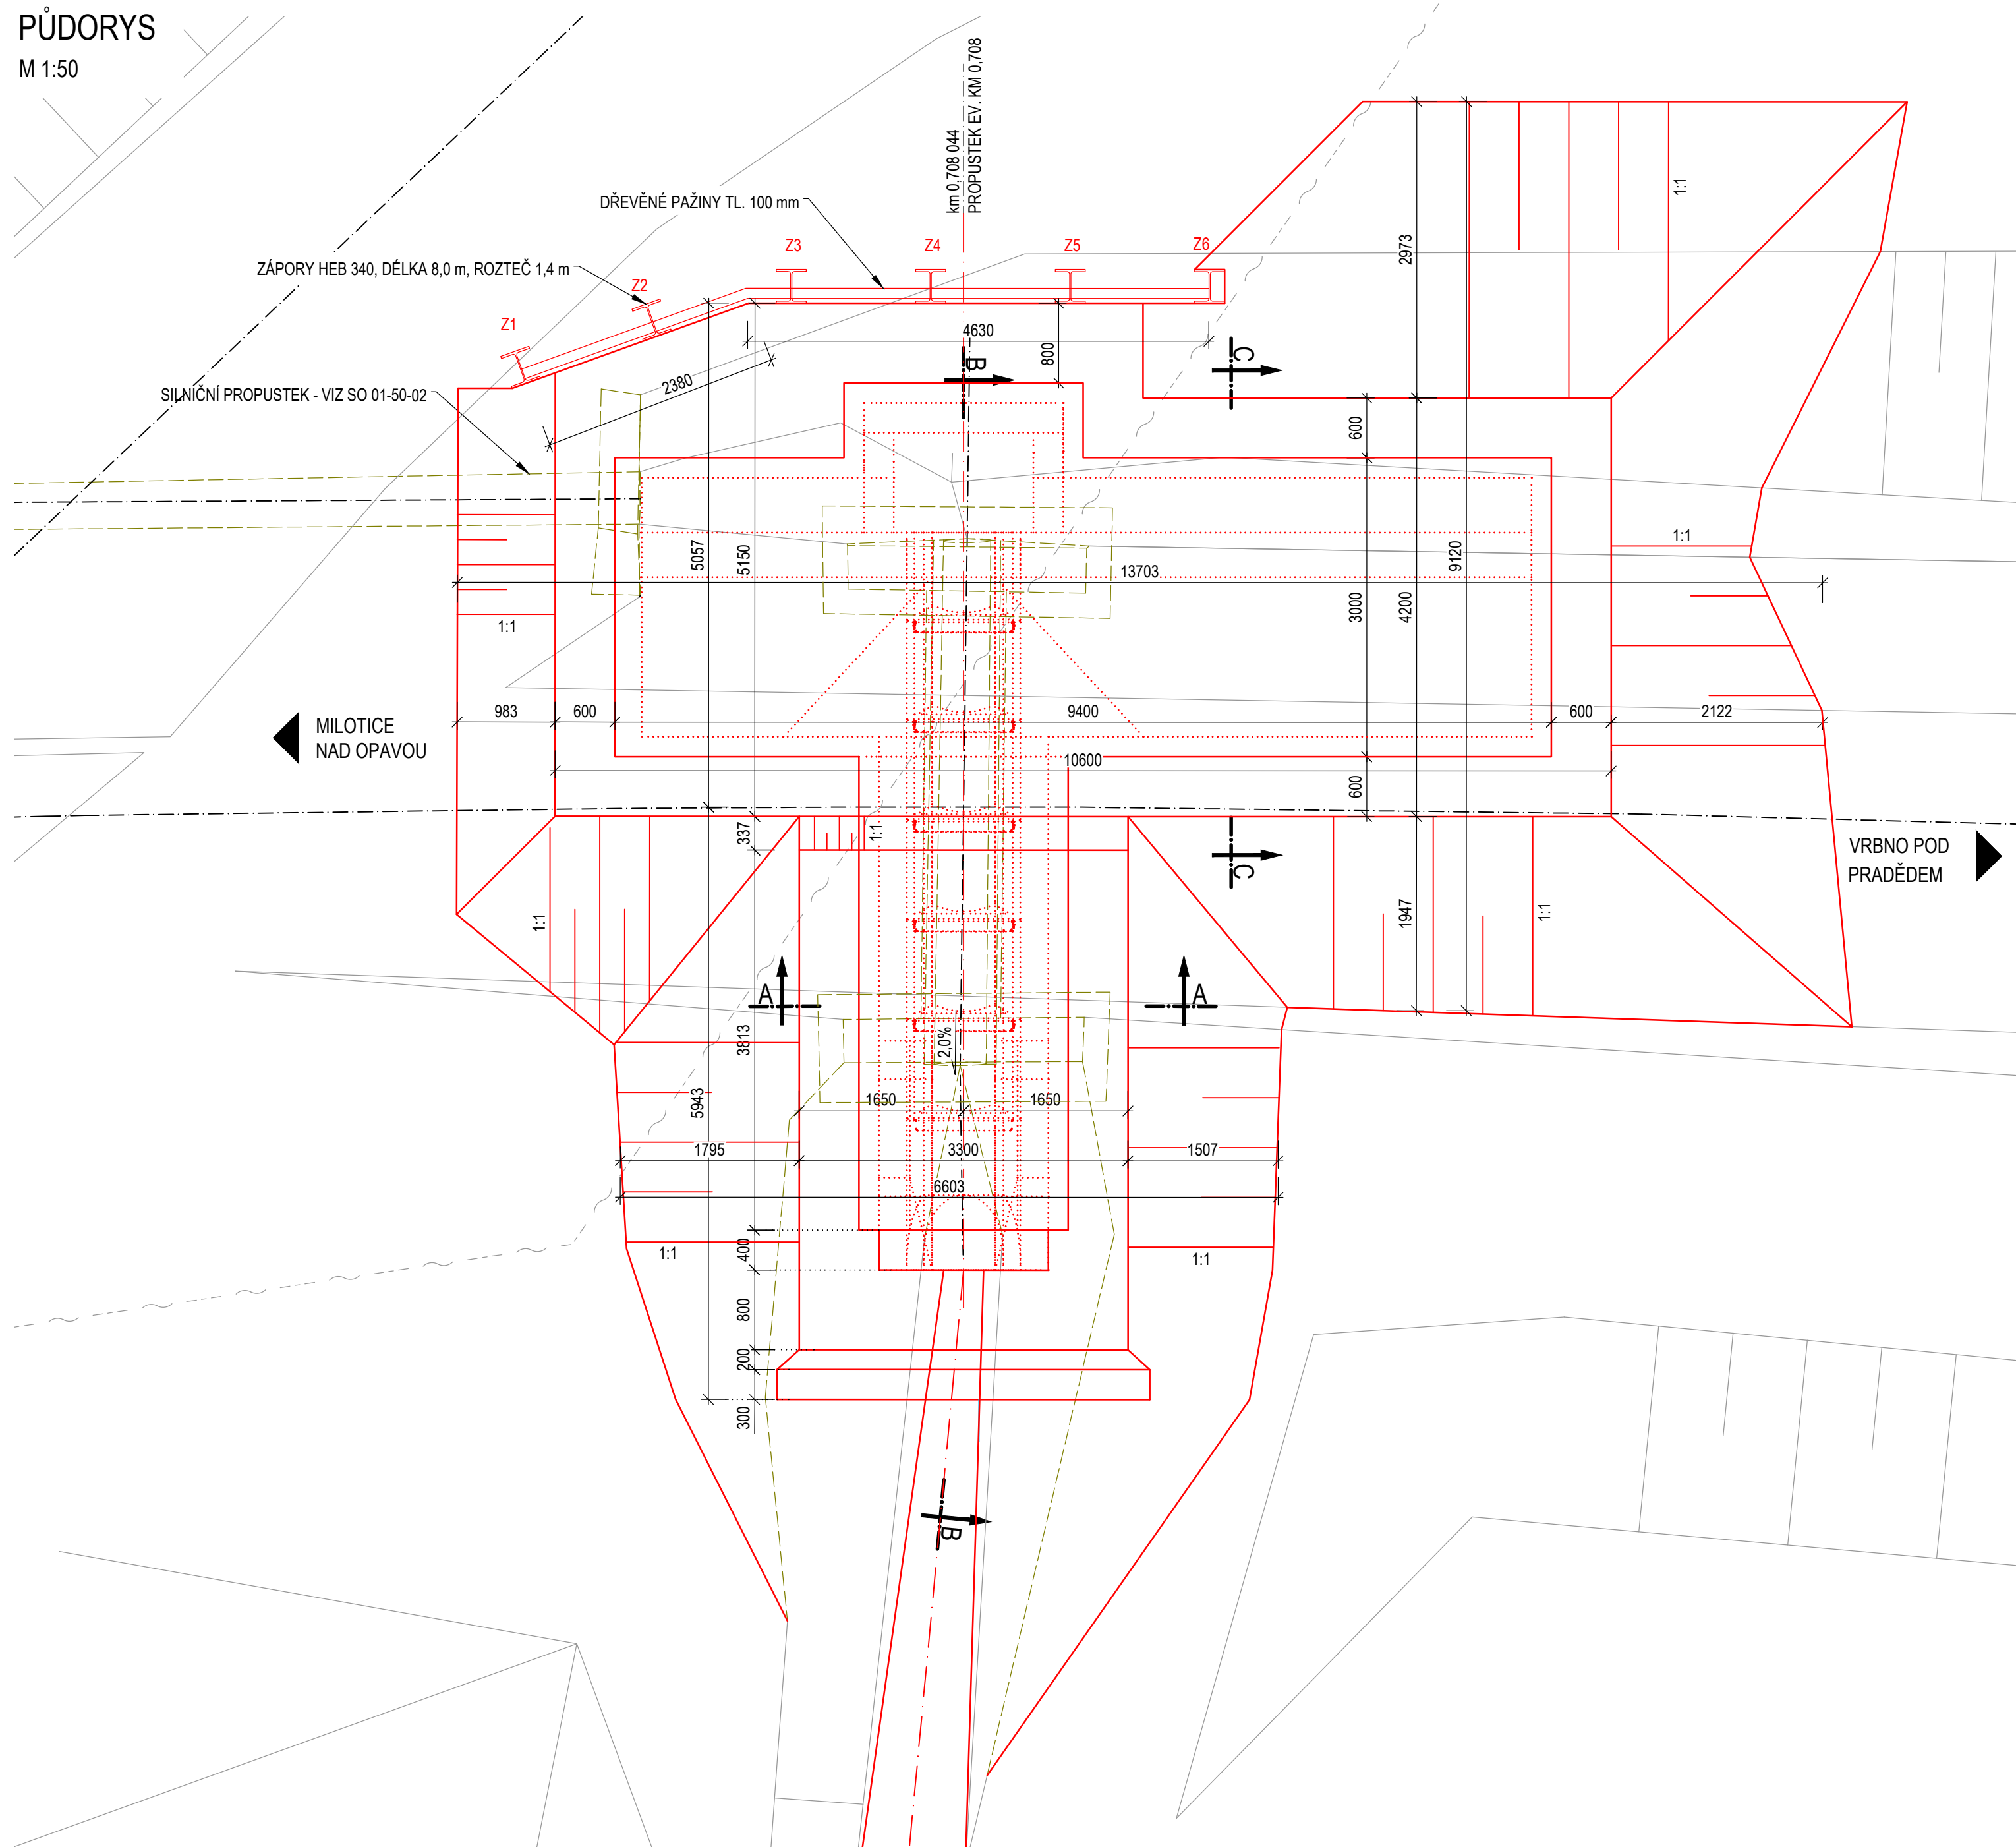 PŮDORYS
M 1:50
km 0,708 044
PROPUSTEK EV. KM 0,708
DŘEVĚNÉ PAŽINY TL. 100 mm
ZÁPORY HEB 340, DÉLKA 8,0 m, ROZTEČ 1,4 m
SILNIČNÍ PROPUSTEK - VIZ SO 01-50-02
Z1
Z2
Z3
Z4
Z5
Z6
1:1
2973
4630
800
2380
B
C
600
5057
5150
13703
3000
4200
9120
1:1
1:1
983
600
9400
600
2122
MILOTICE
NAD OPAVOU
10600
600
337
1:1
C
VRBNO POD
PRADĚDEM
1:1
1947
1:1
A
A
3813
2,0%
5943
1650
1650
1795
3300
1507
6603
1:1
400
1:1
800
200
300
B